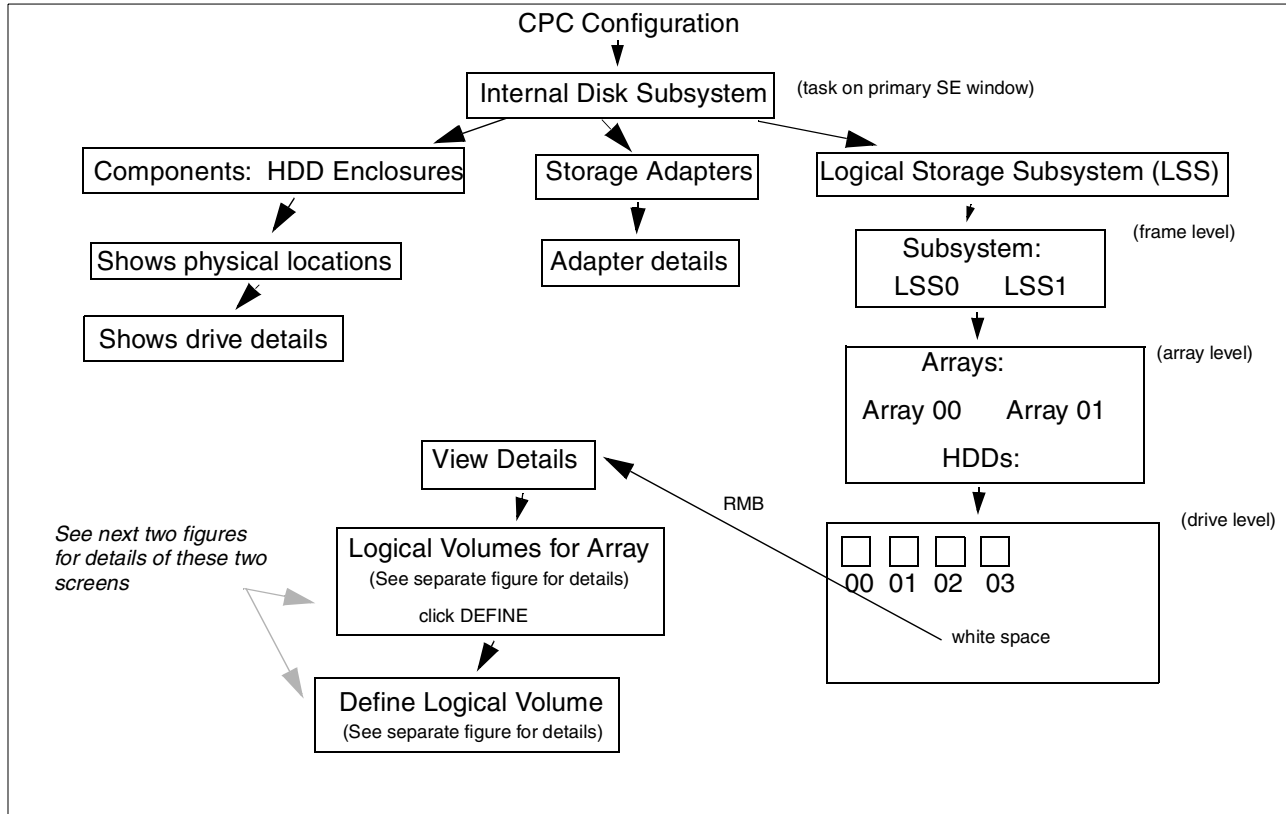 CPC Configuration
Internal Disk Subsystem
(task on primary SE window)
Components: HDD Enclosures
Storage Adapters
Logical Storage Subsystem (LSS)
Shows physical locations
Adapter details
(frame level)
Subsystem:
LSS0 LSS1
Shows drive details
(array level)
Arrays:
Array 00 Array 01
HDDs:
View Details
RMB
(drive level)
See next two figures
for details of these two
screens
Logical Volumes for Array
(See separate figure for details)
click DEFINE
00 01 02 03
white space
Define Logical Volume
(See separate figure for details)